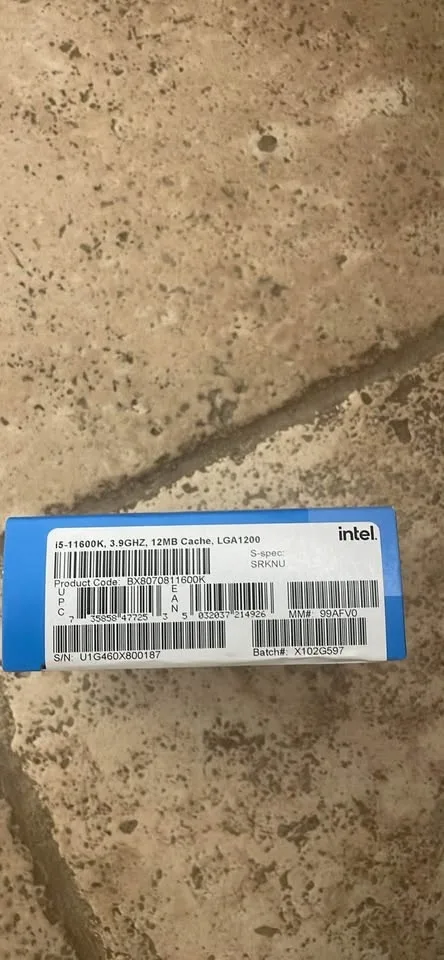 i5-11600K, 3.9GHZ, 12MB Cache, LGA1200
intel.
S-spec:
SRKNU
Product Code: BX8070811600K
UPC
7 35858 47725 3
EAN
5 032037 214926
MM#: 99AFV0
S/N: U1G460X800187
Batch#: X102G597